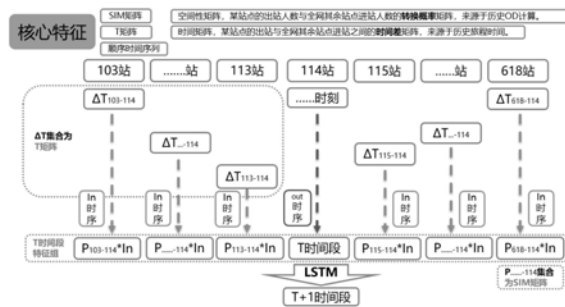 核心特征
SIM矩阵
空间性矩阵，某站点的出站人数与全网其余站点进站人数的转换概率矩阵，来源于历史OD计算。
T矩阵
时间矩阵，某站点的出站与全网其余站点进站之间的时间差矩阵，来源于历史旅程时间。
顺序时间序列
103站
.......站
113站
114站
115站
......站
618站
ΔT103-114
......时刻
ΔT618-114
ΔT集合为
T矩阵
ΔT...-114
ΔT...-114
ΔT115-114
ΔT113-114
In
时
序
In
时
序
In
时
序
out
时
序
In
时
序
In
时
序
In
时
序
T时间段
特征组
P103-114*In
P......-114*In
P113-114*In
T时间段
P115-114*In
P......-114*In
P618-114*In
LSTM
P......-114集合
为SIM矩阵
T+1时间段